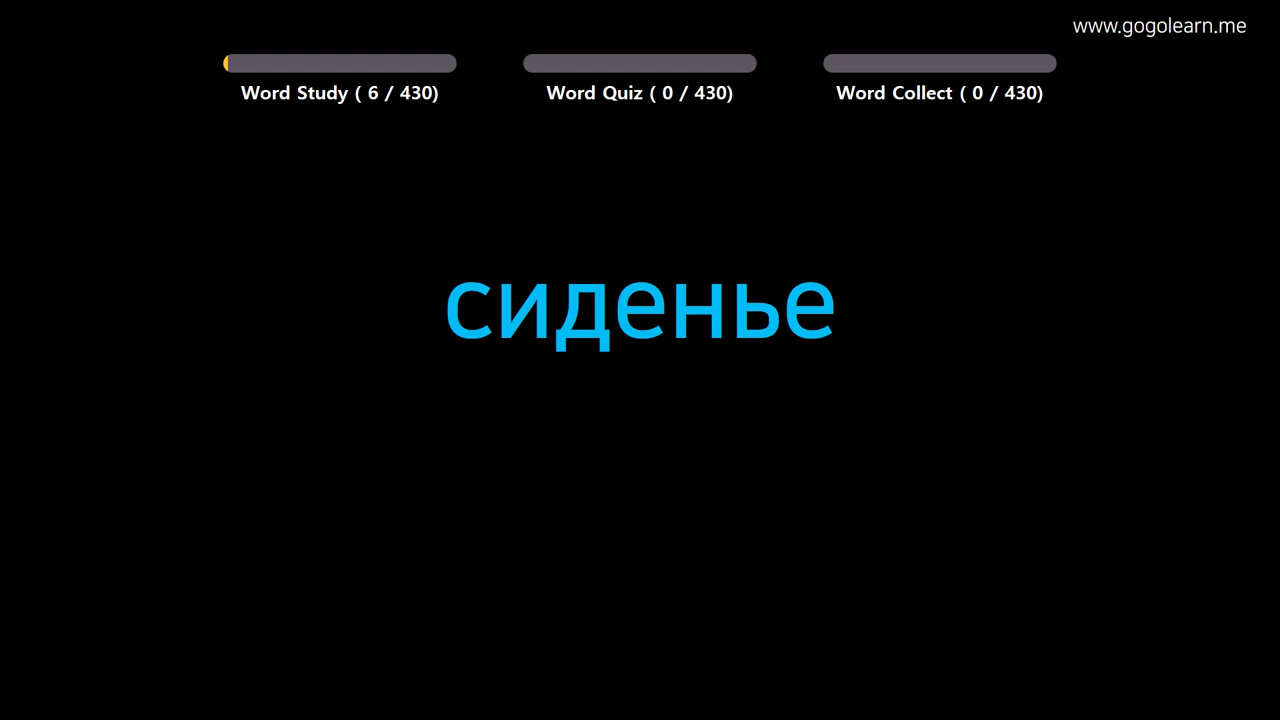 www.gogolearn.me
Word Study ( 6 / 430)
Word Quiz ( 0 / 430)
Word Collect ( 0 / 430)
сиденье